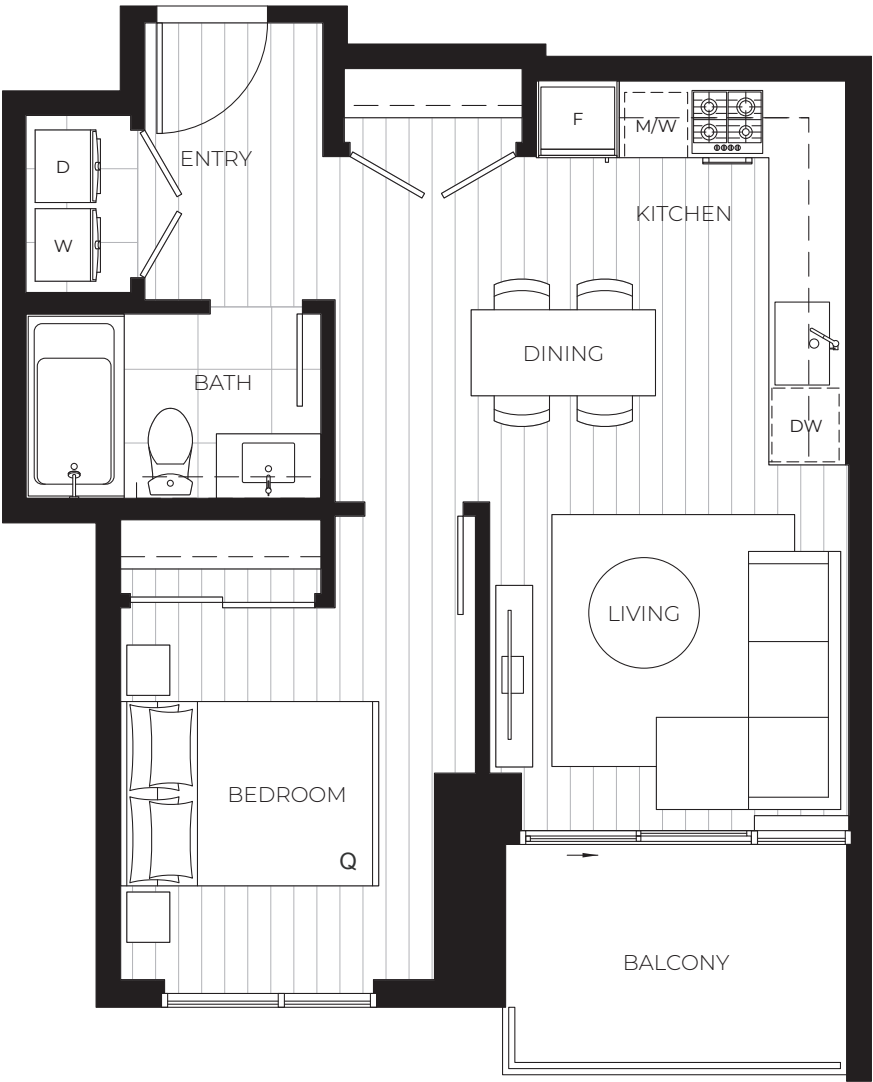 F
M/W
D
ENTRY
KITCHEN
W
DINING
BATH
DW
LIVING
BEDROOM
Q
BALCONY